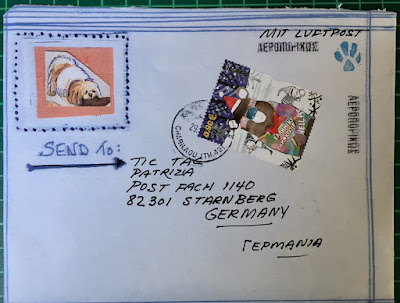 MIT LUFTPOST
ΑΕΡΟΠΟΡΙΚΩΣ
ΑΕΡΟΠΟΡΙΚΩΣ
SEND TO:
TIC TAC
PATRIZIA
POST FACH 1140
82301 STARNBERG
GERMANY
ΓΕΡΜΑΝΙΑ